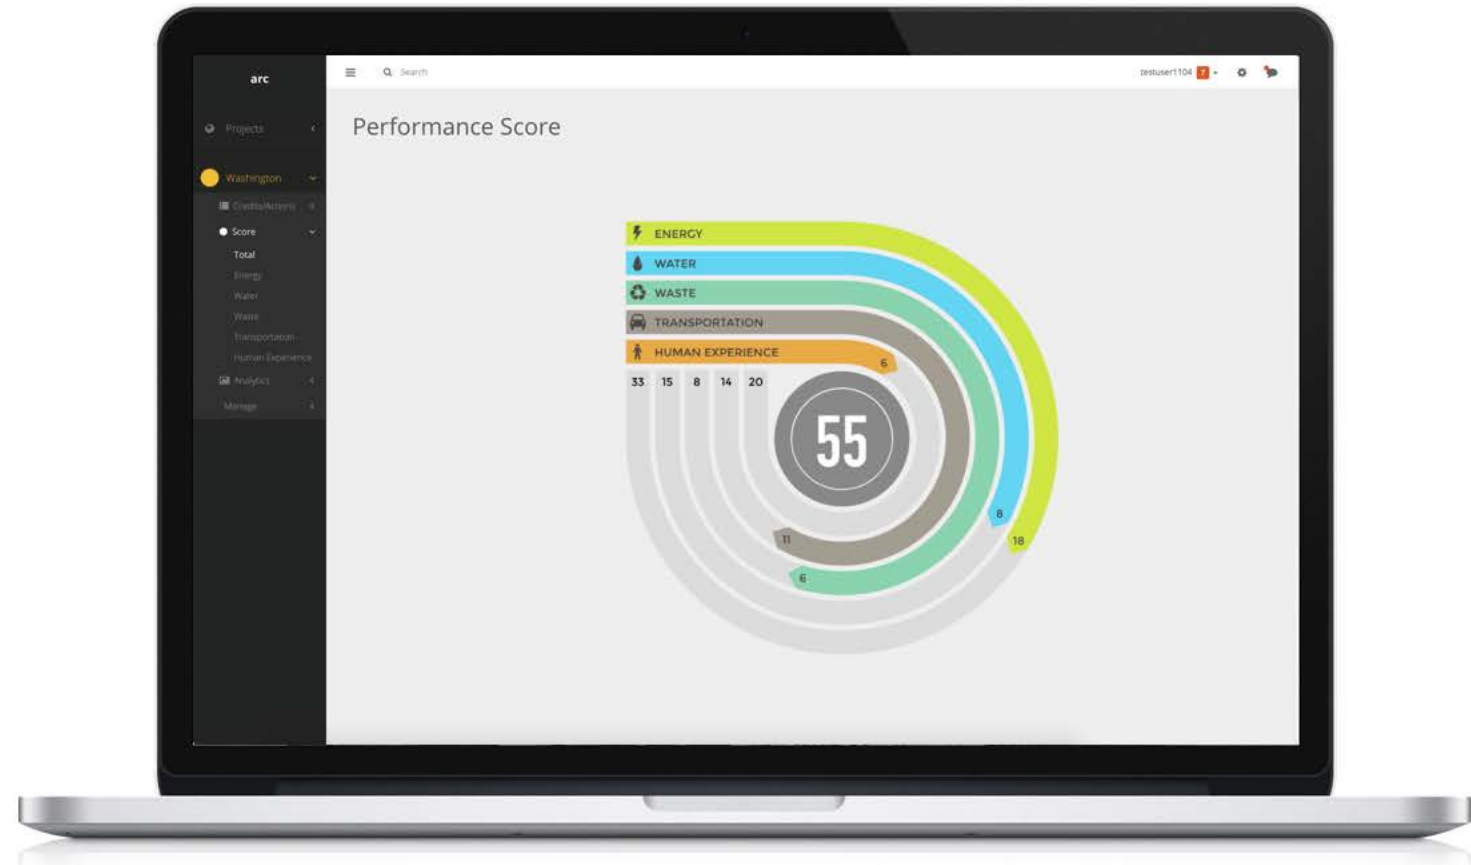 arc
Search
testuser1104 7
Projects
Performance Score
Washington
Credits/Actions
Score
Total
Energy
Water
Waste
Transportation
Human Experience
Analytics
Manage
ENERGY
WATER
WASTE
TRANSPORTATION
HUMAN EXPERIENCE
6
33 15 8 14 20
55
8
18
11
6